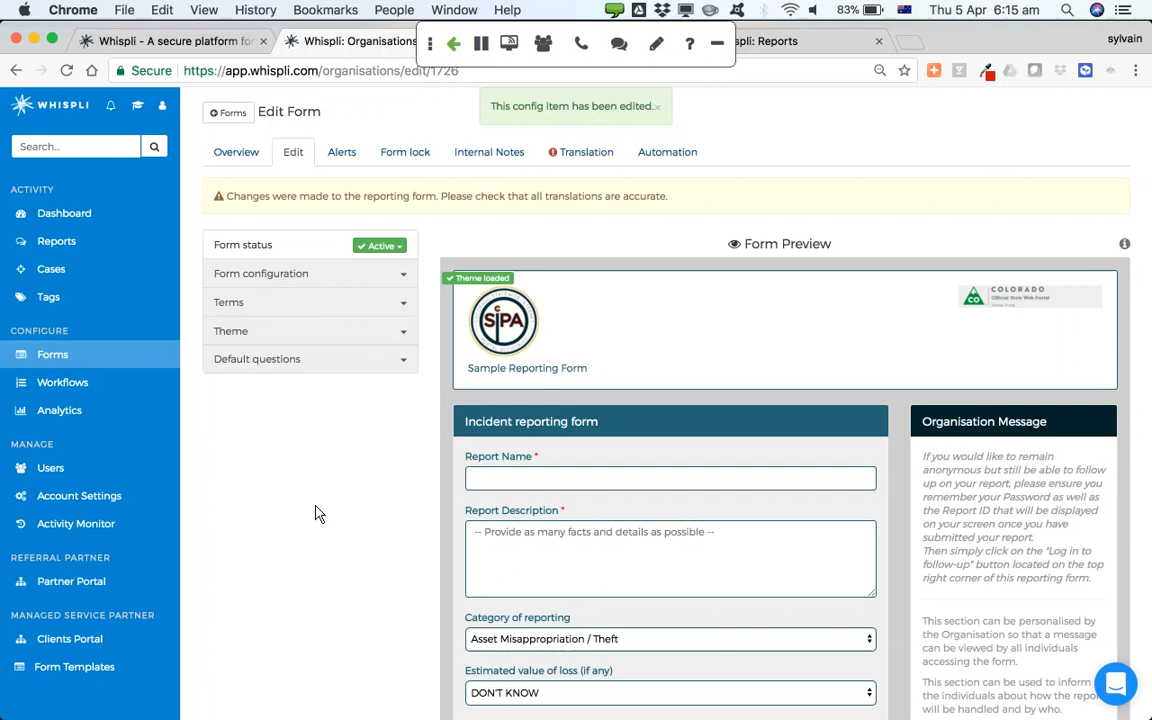 Chrome File Edit View History Bookmarks People Window Help
83% Thu 5 Apr 6:15 am
Whispli - A secure platform for
Whispli: Organisations
spli: Reports
sylvain
Secure https://app.whispli.com/organisations/edit/1726
WHISPLI
Search...
ACTIVITY
Dashboard
Reports
Cases
Tags
CONFIGURE
Forms
Workflows
Analytics
MANAGE
Users
Account Settings
Activity Monitor
REFERRAL PARTNER
Partner Portal
MANAGED SERVICE PARTNER
Clients Portal
Form Templates
Forms Edit Form
This config item has been edited. ×
Overview Edit Alerts Form lock Internal Notes Translation Automation
Changes were made to the reporting form. Please check that all translations are accurate.
Form status Active
Form configuration
Terms
Theme
Default questions
Form Preview
Theme loaded
SIPA
COLORADO
Official State Web Portal
Sample Reporting Form
Incident reporting form
Report Name *
Report Description *
-- Provide as many facts and details as possible --
Category of reporting
Asset Misappropriation / Theft
Estimated value of loss (if any)
DON'T KNOW
Organisation Message
If you would like to remain
anonymous but still be able to follow
up on your report, please ensure you
remember your Password as well as
the Report ID that will be displayed
on your screen once you have
submitted your report.
Then simply click on the "Log in to
follow-up" button located on the top
right corner of this reporting form.
This section can be personalised by
the Organisation so that a message
can be viewed by all individuals
accessing the form.
This section can be used to inform
the individuals about how the repo
will be handled and by who.